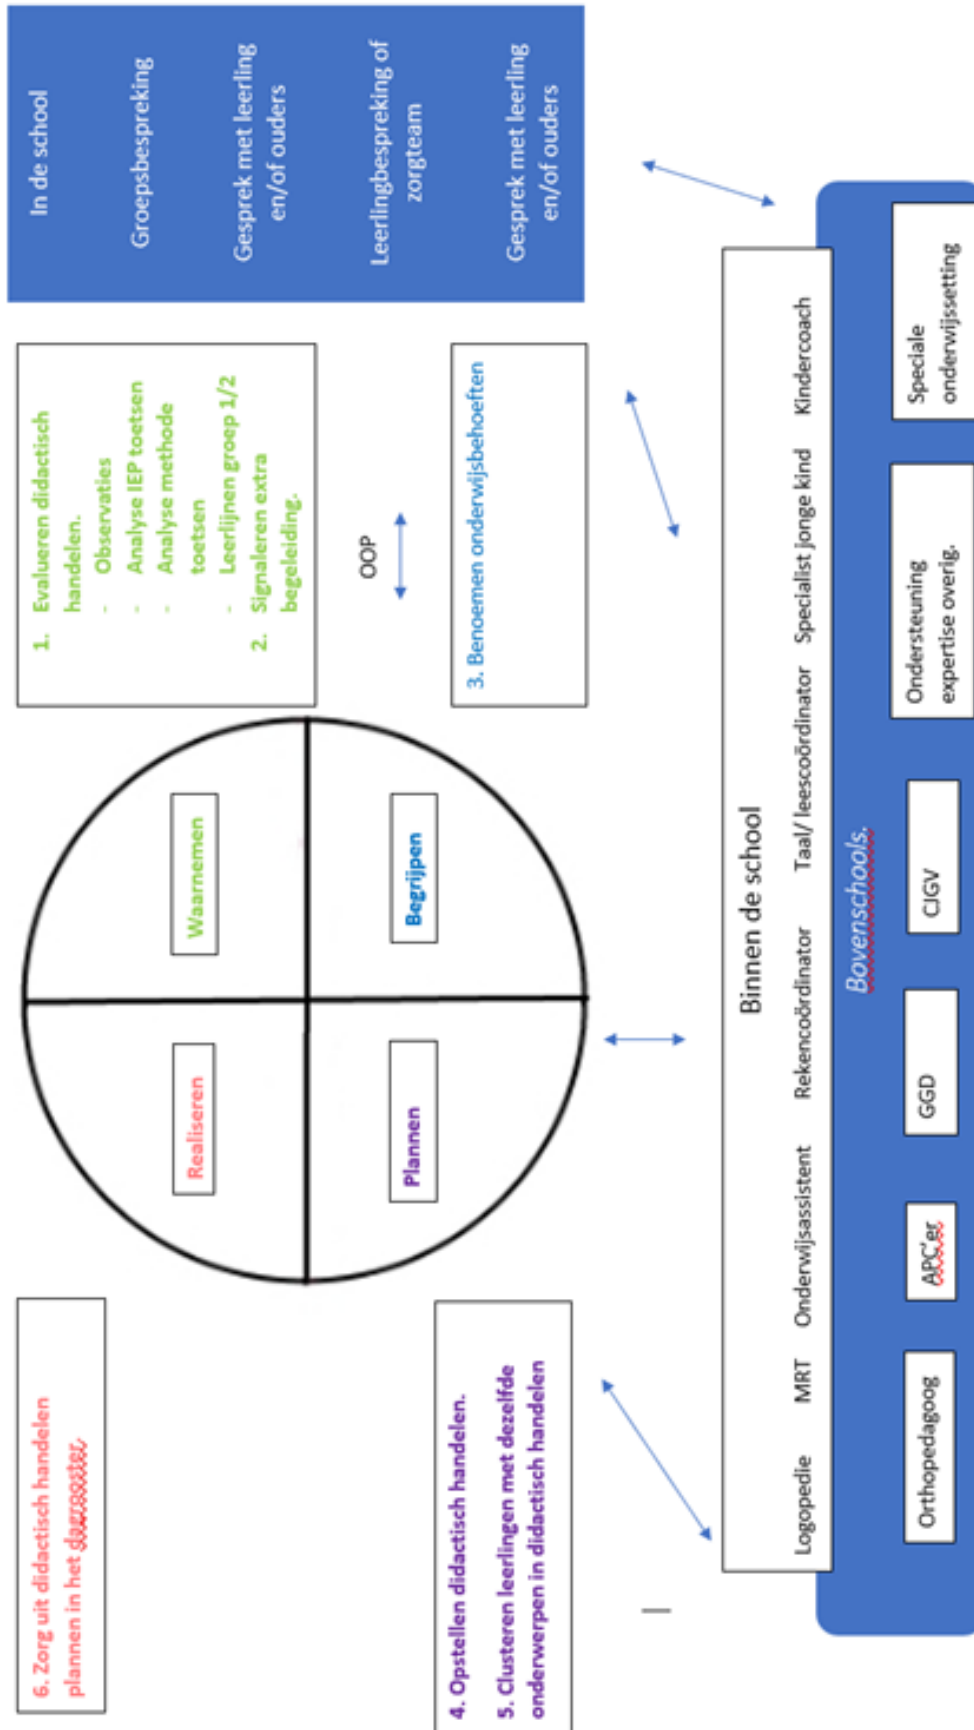 6. Zorg uit didactisch handelen
plannen in het dagrooster.
Realiseren
Waarnemen
1. Evalueren didactisch
handelen.
- Observaties
- Analyse IEP toetsen
- Analyse methode
toetsen
- Leerlijnen groep 1/2
2. Signaleren extra
begeleiding.
OOP
4. Opstellen didactisch handelen.
5. Clusteren leerlingen met dezelfde
onderwerpen in didactisch handelen
Plannen
Begrijpen
3. Benoemen onderwijsbehoeften
In de school
Groepsbespreking
Gesprek met leerling
en/of ouders
Leerlingbespreking of
zorgteam
Gesprek met leerling
en/of ouders
Binnen de school
Logopedie MRT Onderwijsassistent Rekencoördinator Taal/ leescoördinator Specialist jonge kind Kindercoach
Bovenschools.
Orthopedagoog
APC'er
GGD
CJGV
Ondersteuning
expertise overig.
Speciale
onderwijssetting